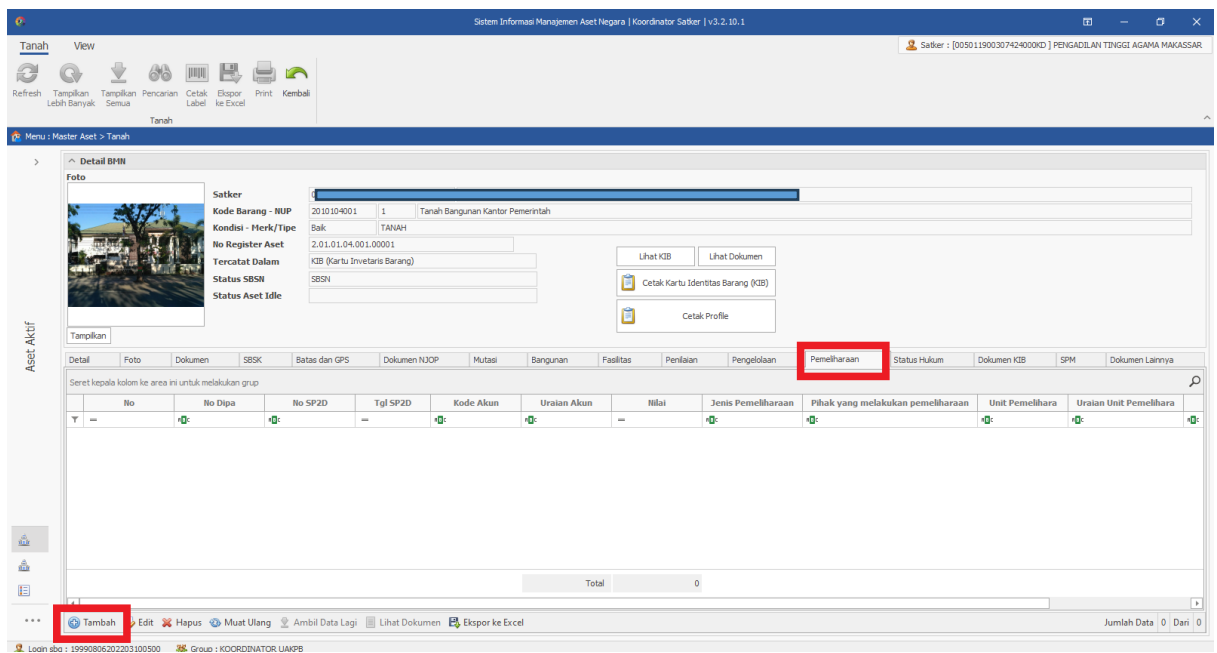 Sistem Informasi Manajemen Aset Negara | Koordinator Satker | v3.2.10.1
Tanah View
Satker : [005011900307424000KD ] PENGADILAN TINGGI AGAMA MAKASSAR
Refresh Tampilkan Lebih Banyak Tampilkan Semua Pencarian Cetak Label Ekspor ke Excel Print Kembali
Tanah
Menu : Master Aset > Tanah
Detail BMN
Foto
Satker
Kode Barang - NUP 2010104001 1 Tanah Bangunan Kantor Pemerintah
Kondisi - Merk/Tipe Baik TANAH
No Register Aset 2.01.01.04.001.00001
Tercatat Dalam KIB (Kartu Invetaris Barang)
Status SBSN SBSN
Status Aset Idle
Lihat KIB Lihat Dokumen
Cetak Kartu Identitas Barang (KIB)
Cetak Profile
Tampilkan
Aset Aktif
Detail Foto Dokumen SBSK Batas dan GPS Dokumen NJOP Mutasi Bangunan Fasilitas Penilaian Pengelolaan Pemeliharaan Status Hukum Dokumen KIB SPM Dokumen Lainnya
Seret kepala kolom ke area ini untuk melakukan grup
No No Dipa No SP2D Tgl SP2D Kode Akun Uraian Akun Nilai Jenis Pemeliharaan Pihak yang melakukan pemeliharaan Unit Pemelihara Uraian Unit Pemelihara
Total 0
Tambah Edit Hapus Muat Ulang Ambil Data Lagi Lihat Dokumen Ekspor ke Excel Jumlah Data 0 Dari 0
Login sbg : 199908062022031005​00 Group : KOORDINATOR UAKPB